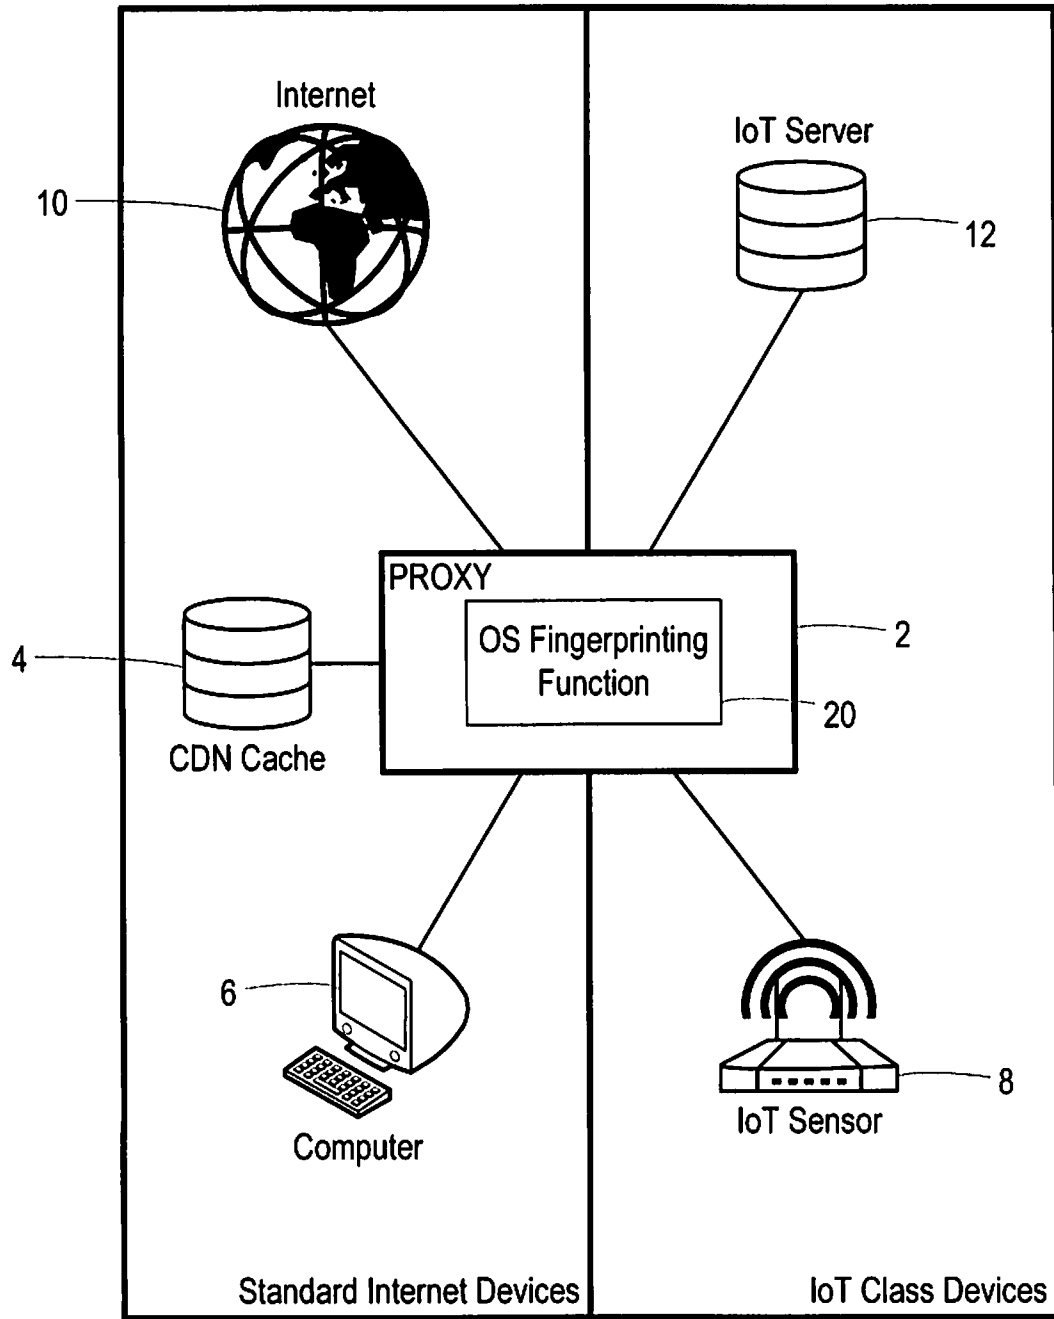 Internet
10
IoT Server
12
PROXY
OS Fingerprinting
Function
2
20
4
CDN Cache
6
Computer
8
IoT Sensor
Standard Internet Devices
IoT Class Devices